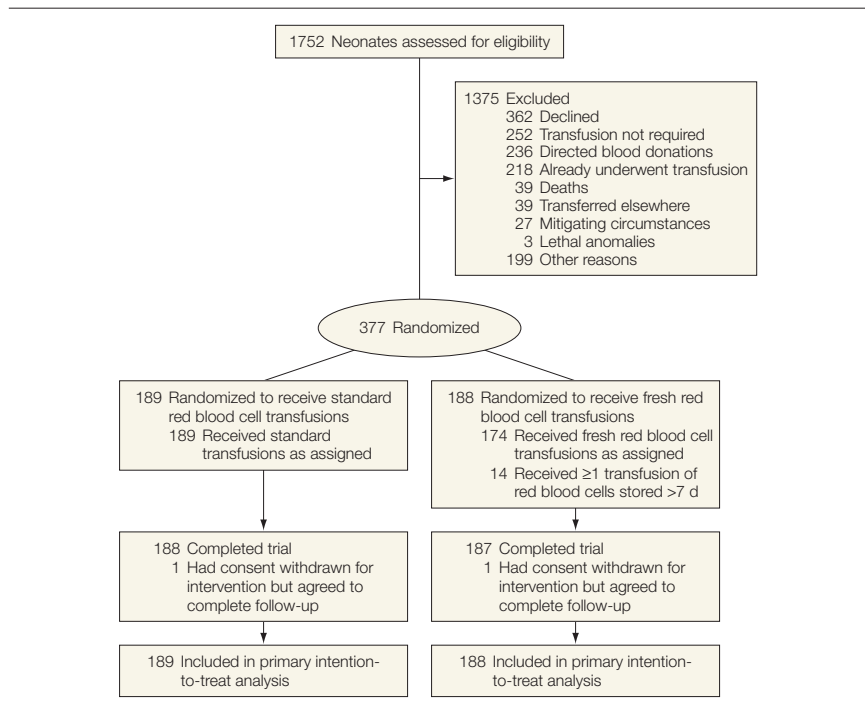 1752 Neonates assessed for eligibility
1375 Excluded
362 Declined
252 Transfusion not required
236 Directed blood donations
218 Already underwent transfusion
39 Deaths
39 Transferred elsewhere
27 Mitigating circumstances
3 Lethal anomalies
199 Other reasons
377 Randomized
189 Randomized to receive standard
red blood cell transfusions
189 Received standard
transfusions as assigned
188 Randomized to receive fresh red
blood cell transfusions
174 Received fresh red blood cell
transfusions as assigned
14 Received ≥1 transfusion of
red blood cells stored >7 d
188 Completed trial
1 Had consent withdrawn for
intervention but agreed to
complete follow-up
187 Completed trial
1 Had consent withdrawn for
intervention but agreed to
complete follow-up
189 Included in primary intention-
to-treat analysis
188 Included in primary intention-
to-treat analysis